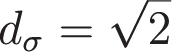 d_σ = √2